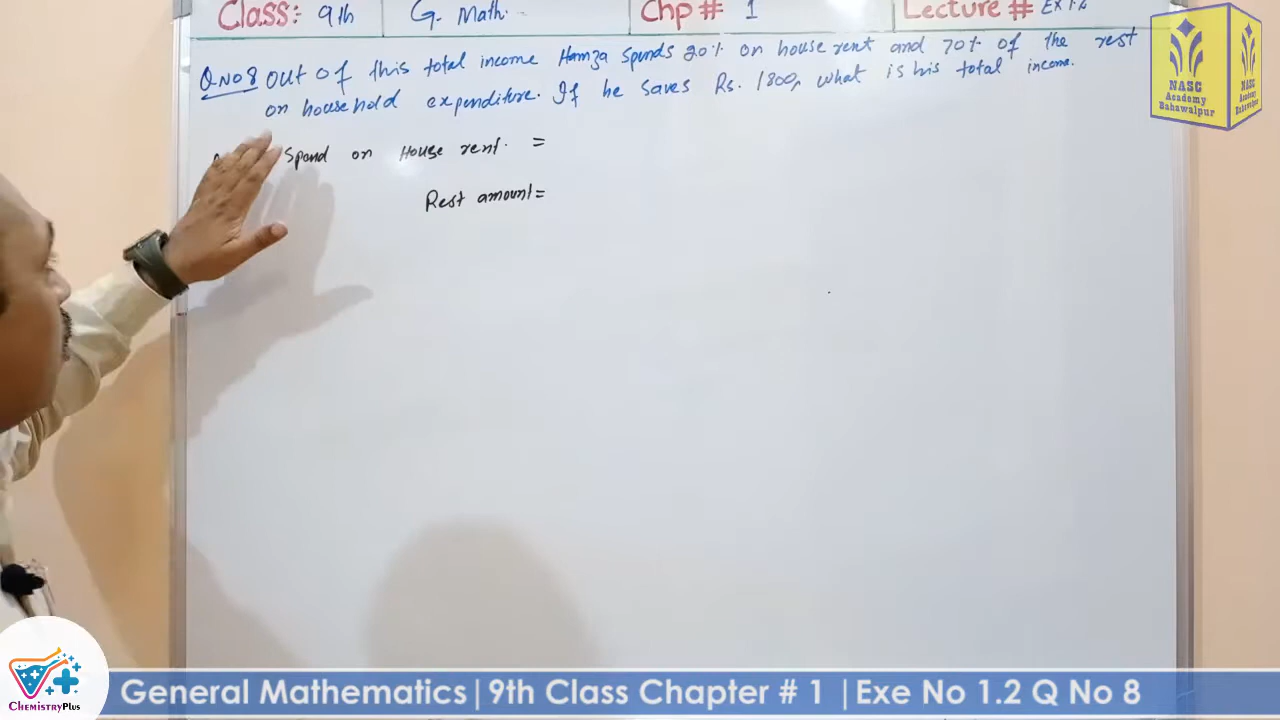 Class: 9th G. Math. Chp # 1 Lecture # Ex 1.2
Q.No 8 Out of this total income Hamza spends 20% on house rent and 70% of the rest
on household expenditure. If he saves Rs. 1800, what is his total income.
Spend on House rent. =
Rest amount =
NASC
Academy
Bahawalpur
NASC
Academy
Bahawalpur
ChemistryPlus
General Mathematics|9th Class Chapter # 1 |Exe No 1.2 Q No 8